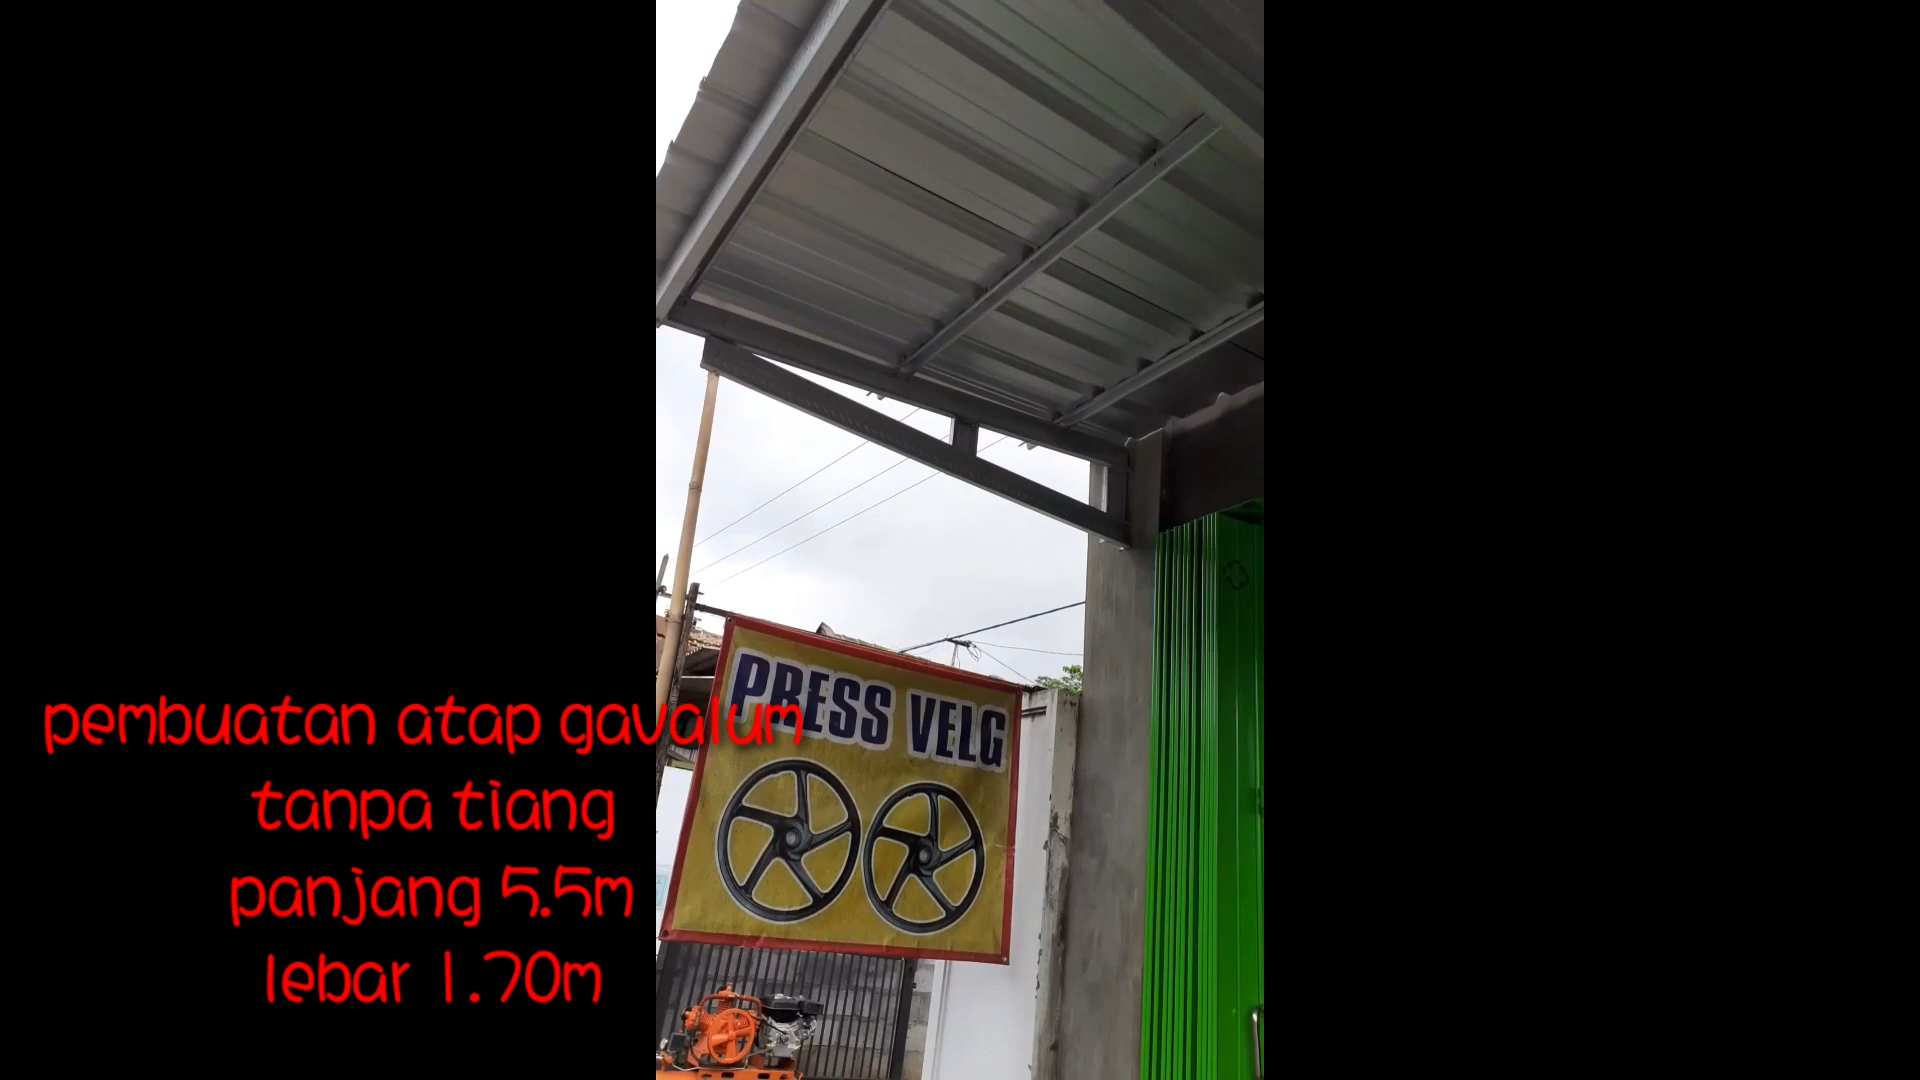 PRESS VELG
pembuatan atap gavalum
tanpa tiang
panjang 5.5m
lebar 1.70m